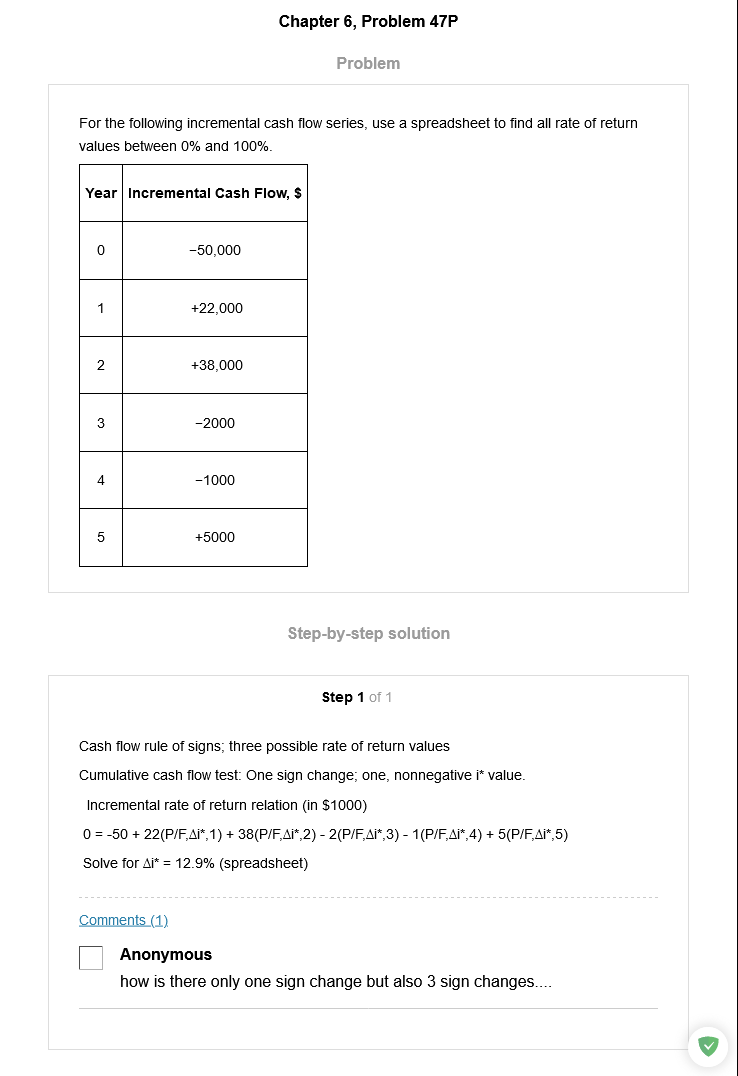 Chapter 6, Problem 47P
Problem
For the following incremental cash flow series, use a spreadsheet to find all rate of return
values between 0% and 100%.
Year Incremental Cash Flow, $
0 −50,000
1 +22,000
2 +38,000
3 −2000
4 −1000
5 +5000
Step-by-step solution
Step 1 of 1
Cash flow rule of signs; three possible rate of return values
Cumulative cash flow test: One sign change; one, nonnegative i* value.
Incremental rate of return relation (in $1000)
0 = -50 + 22(P/F,Δi*,1) + 38(P/F,Δi*,2) - 2(P/F,Δi*,3) - 1(P/F,Δi*,4) + 5(P/F,Δi*,5)
Solve for Δi* = 12.9% (spreadsheet)
Comments (1)
Anonymous
how is there only one sign change but also 3 sign changes....